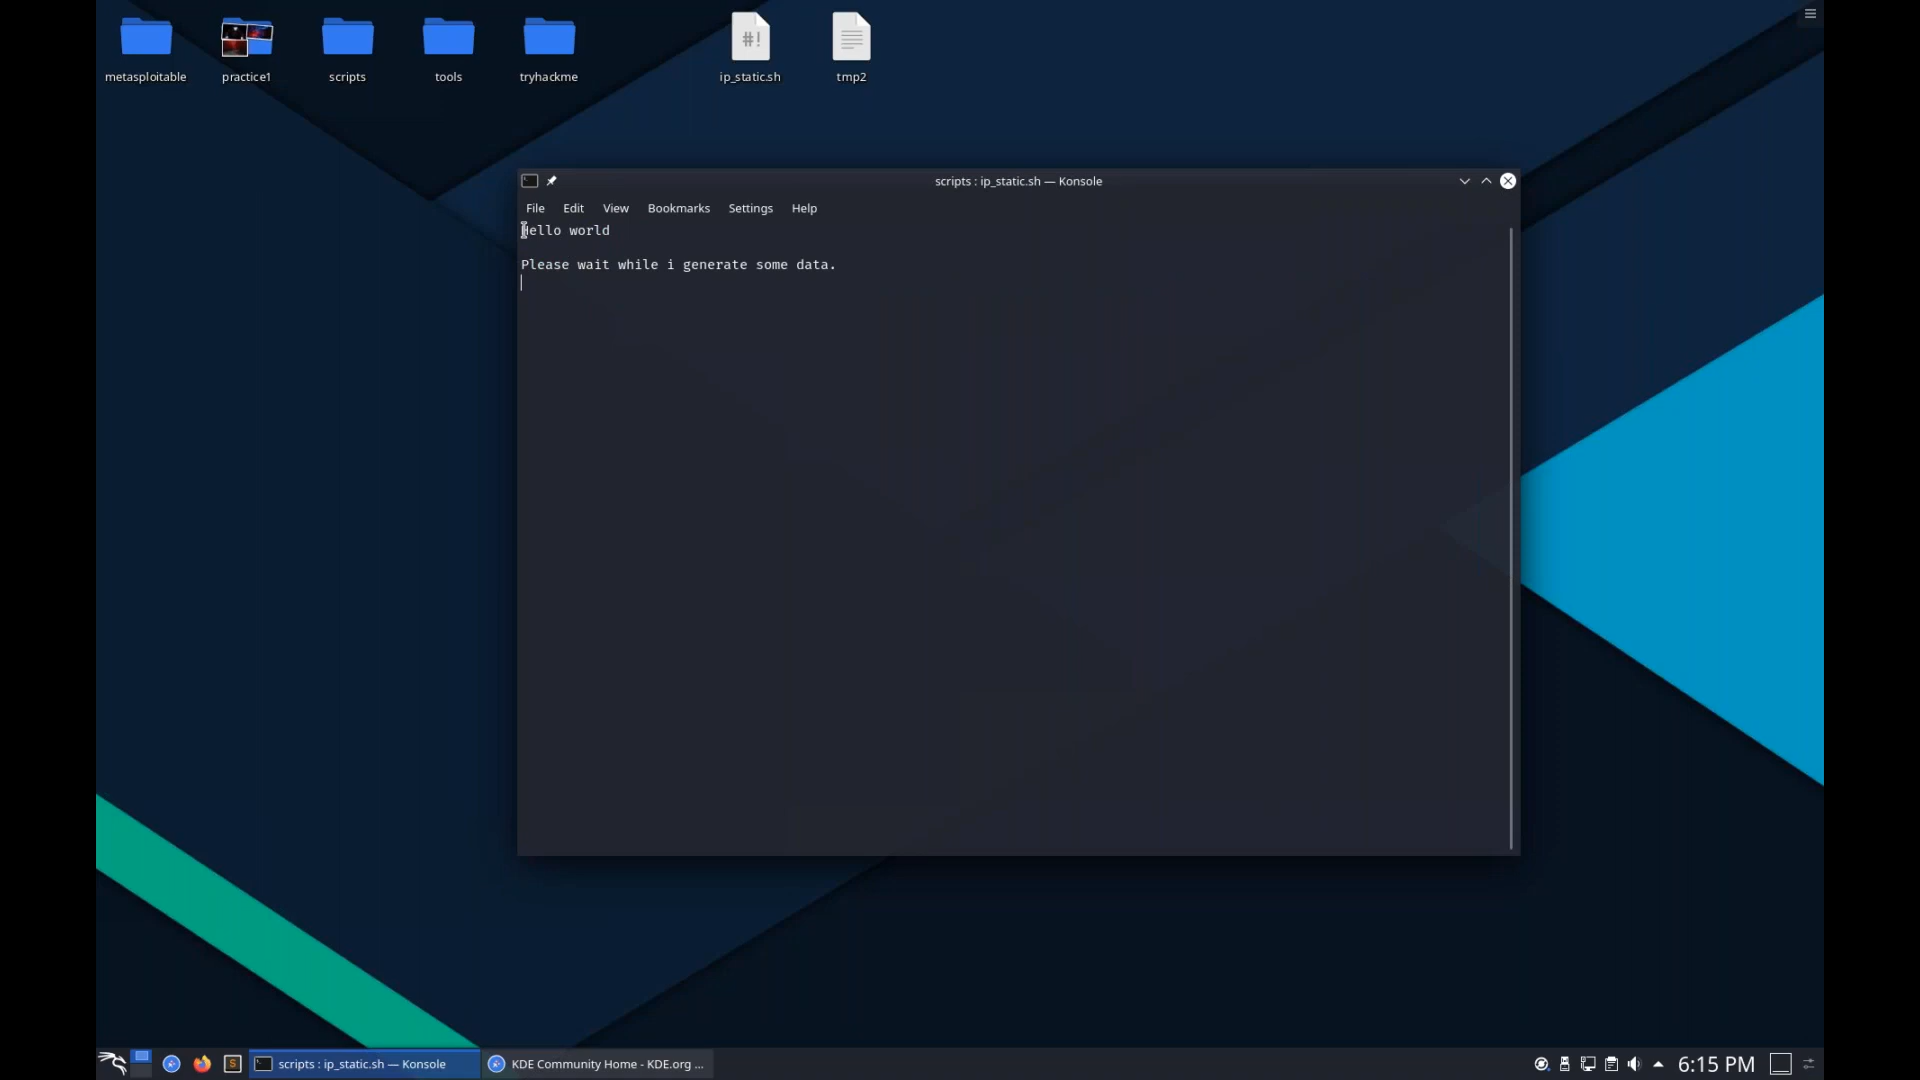 metasploitable
practice1
scripts
tools
tryhackme
#!
ip_static.sh
tmp2
scripts : ip_static.sh — Konsole
File Edit View Bookmarks Settings Help
Hello world
Please wait while i generate some data.
S
scripts : ip_static.sh — Konsole
KDE Community Home - KDE.org ...
6:15 PM